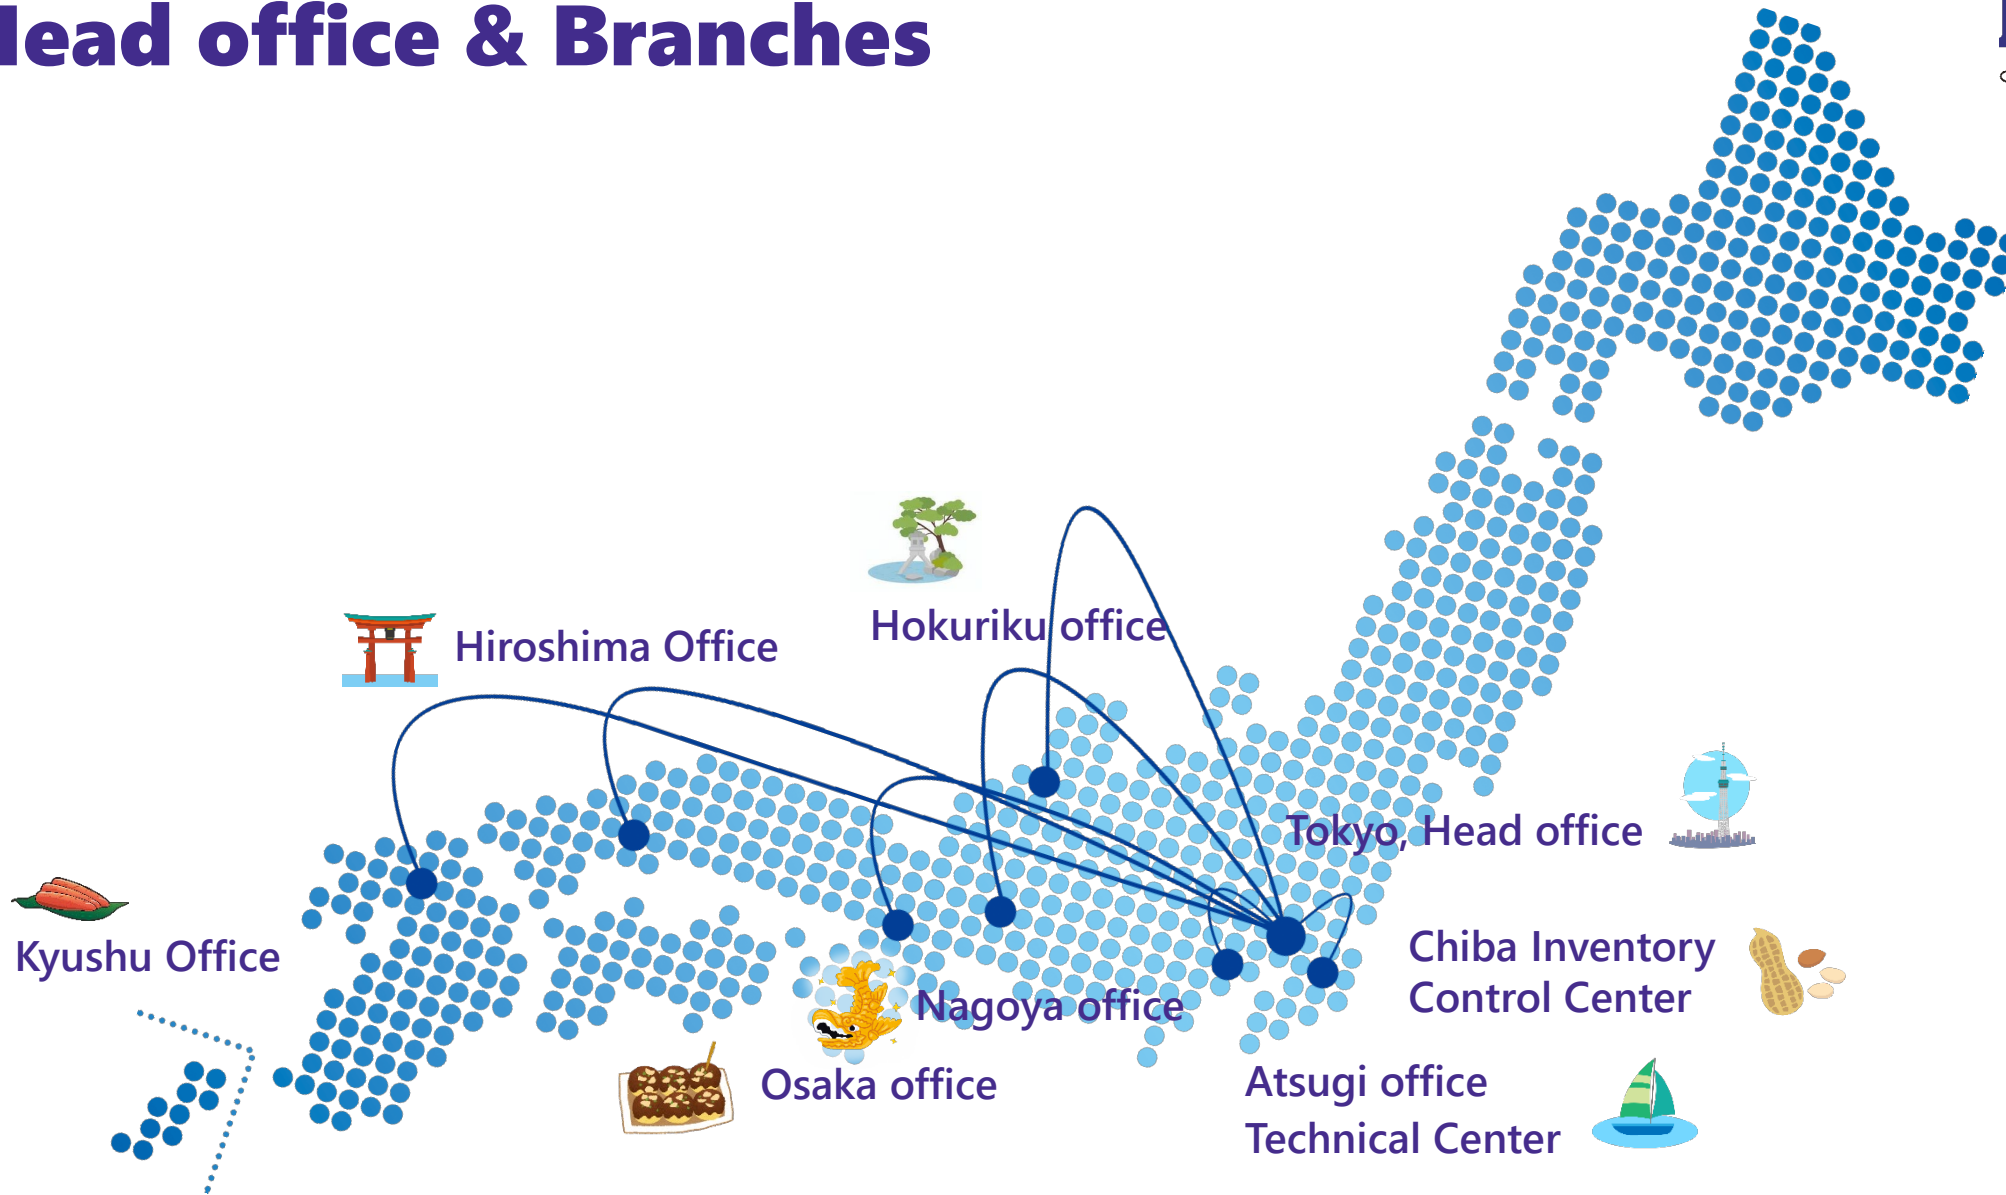 lead office & Branches
Hokuriku office
Hiroshima Office
Tokyo, Head office
Kyushu Office
Chiba Inventory
Control Center
Nagoya office
Osaka office
Atsugi office
Technical Center